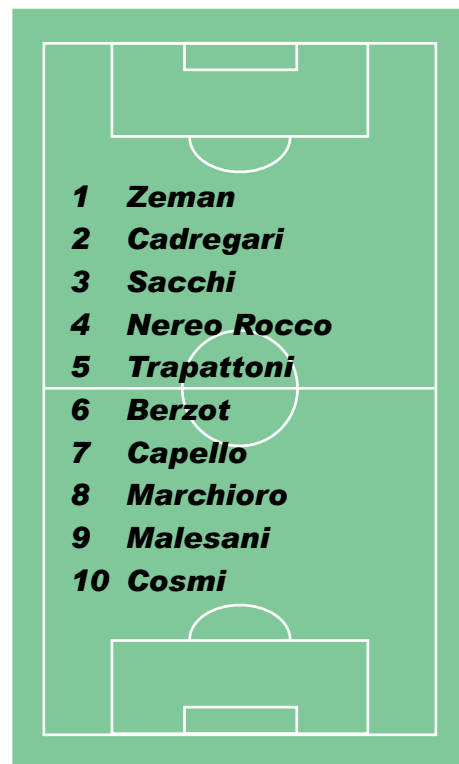 1 Zeman
2 Cadregari
3 Sacchi
4 Nereo Rocco
5 Trapattoni
6 Berzot
7 Capello
8 Marchioro
9 Malesani
10 Cosmi